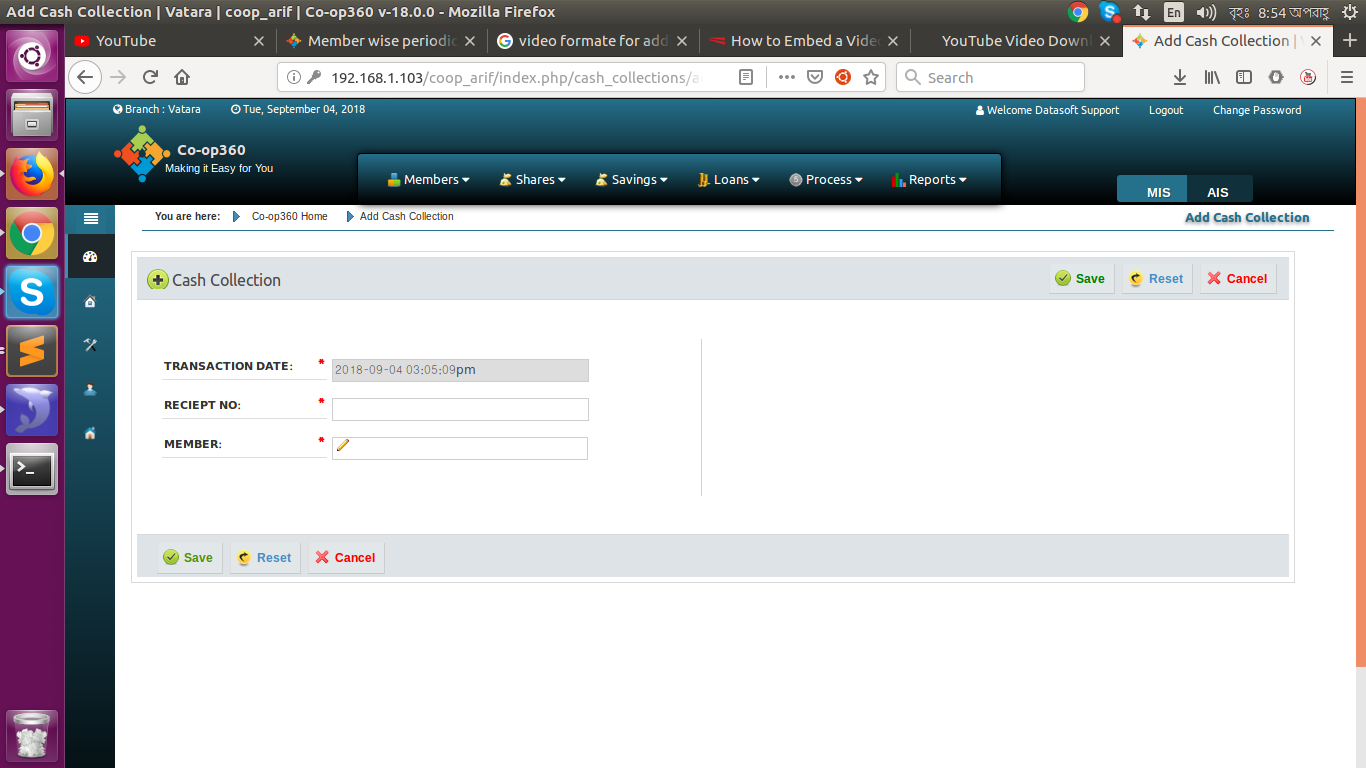 Add Cash Collection | Vatara | coop_arif | Co-op360 v-18.0.0 - Mozilla Firefox
En
বৃহঃ 8:54 অপরাহ্ণ
YouTube
Member wise periodic
video formate for add
How to Embed a Video
YouTube Video Downl
Add Cash Collection | V
192.168.1.103/coop_arif/index.php/cash_collections/a
Search
Branch : Vatara
Tue, September 04, 2018
Welcome Datasoft Support
Logout
Change Password
Co-op360
Making it Easy for You
Members
Shares
Savings
Loans
Process
Reports
MIS
AIS
You are here:
Co-op360 Home
Add Cash Collection
Add Cash Collection
Cash Collection
Save
Reset
Cancel
TRANSACTION DATE: *
2018-09-04 03:05:09pm
RECIEPT NO: *
MEMBER: *
Save
Reset
Cancel